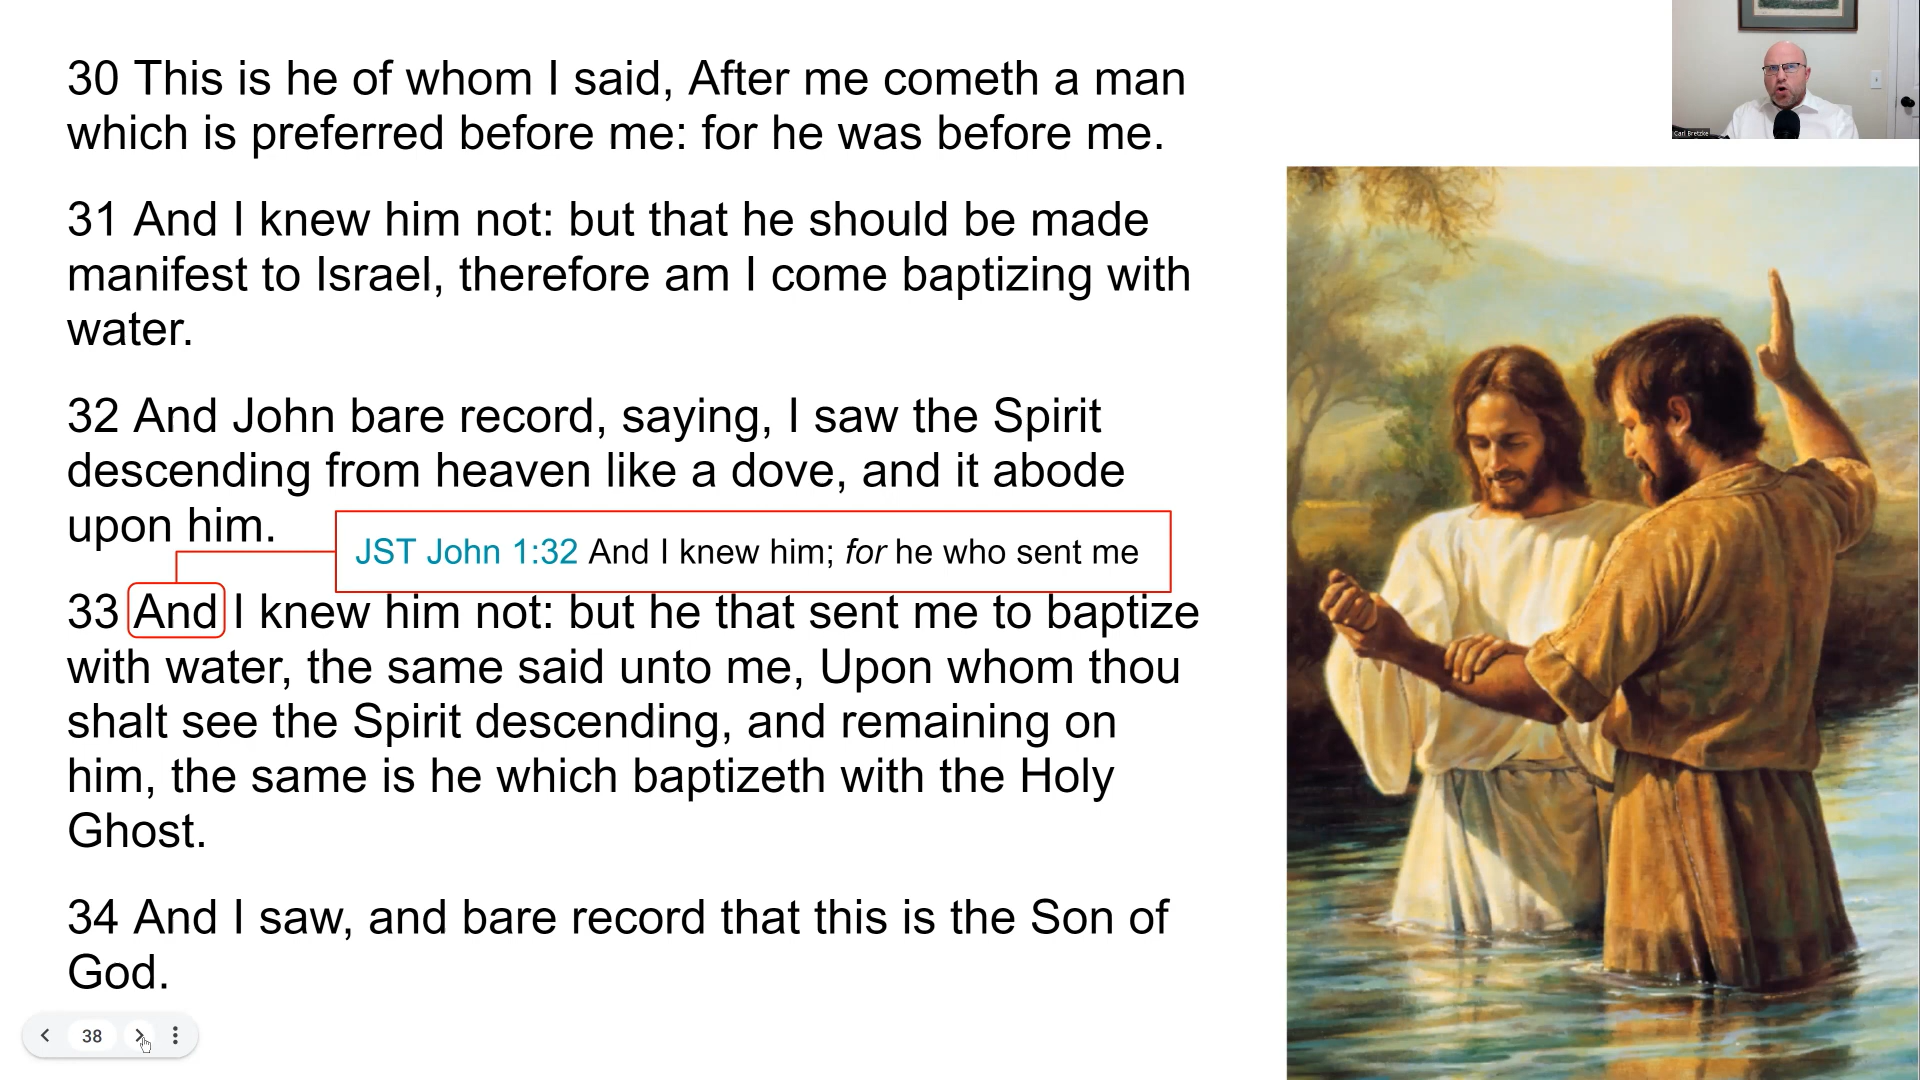 30 This is he of whom I said, After me cometh a man
which is preferred before me: for he was before me.
31 And I knew him not: but that he should be made
manifest to Israel, therefore am I come baptizing with
water.
32 And John bare record, saying, I saw the Spirit
descending from heaven like a dove, and it abode
upon him.
JST John 1:32 And I knew him; for he who sent me
33 And I knew him not: but he that sent me to baptize
with water, the same said unto me, Upon whom thou
shalt see the Spirit descending, and remaining on
him, the same is he which baptizeth with the Holy
Ghost.
34 And I saw, and bare record that this is the Son of
God.
38
Carl Bretzke